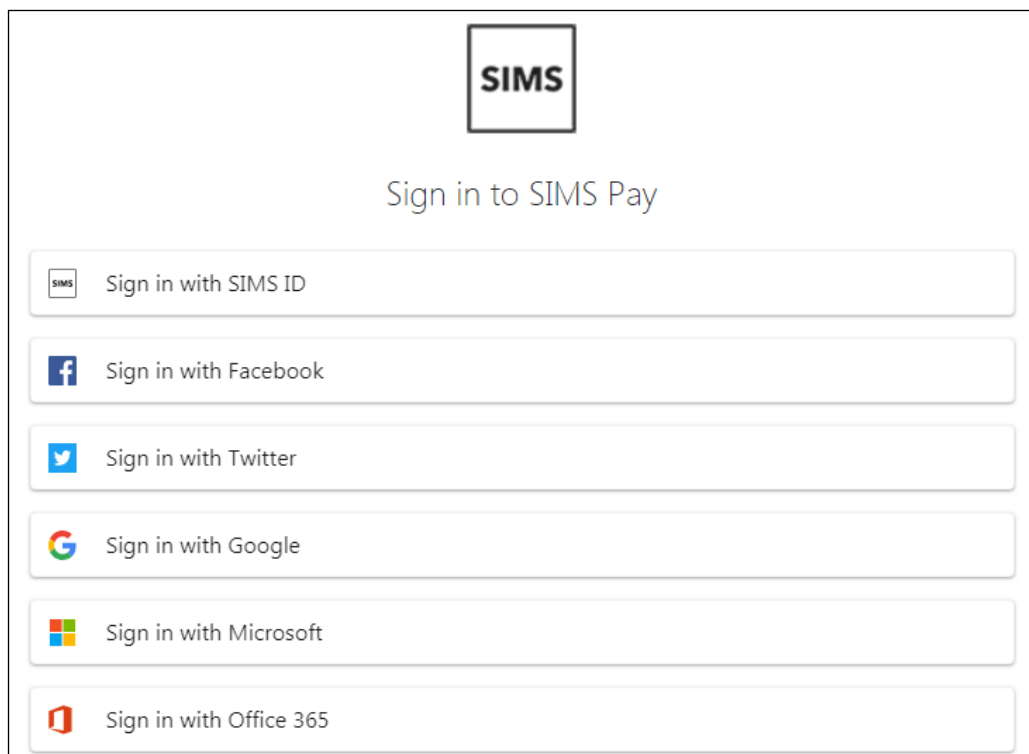 SIMS
Sign in to SIMS Pay
SIMS Sign in with SIMS ID
Sign in with Facebook
Sign in with Twitter
Sign in with Google
Sign in with Microsoft
Sign in with Office 365